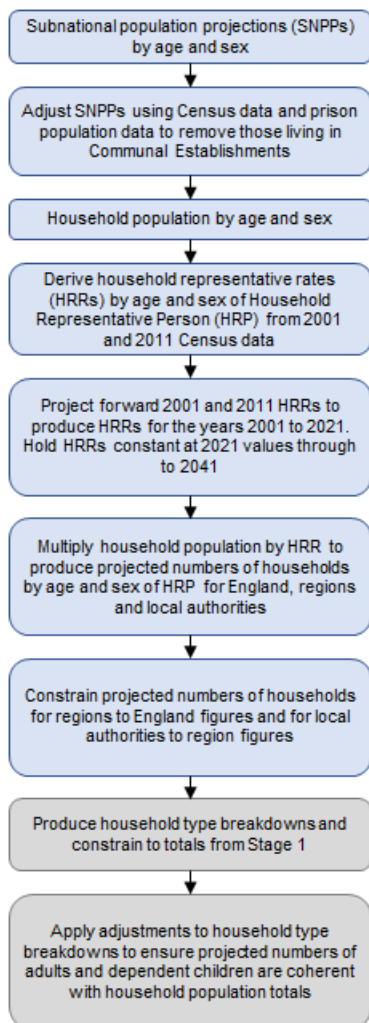 Subnational population projections (SNPPs)
by age and sex
Adjust SNPPs using Census data and prison
population data to remove those living in
Communal Establishments
Household population by age and sex
Derive household representative rates
(HRRs) by age and sex of Household
Representative Person (HRP) from 2001
and 2011 Census data
Project forward 2001 and 2011 HRRs to
produce HRRs for the years 2001 to 2021.
Hold HRRs constant at 2021 values through
to 2041
Multiply household population by HRR to
produce projected numbers of households
by age and sex of HRP for England, regions
and local authorities
Constrain projected numbers of households
for regions to England figures and for local
authorities to region figures
Produce household type breakdowns and
constrain to totals from Stage 1
Apply adjustments to household type
breakdowns to ensure projected numbers of
adults and dependent children are coherent
with household population totals